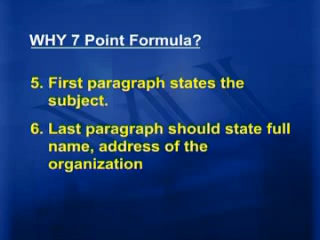 WHY 7 Point Formula?
5. First paragraph states the
subject.
6. Last paragraph should state full
name, address of the
organization